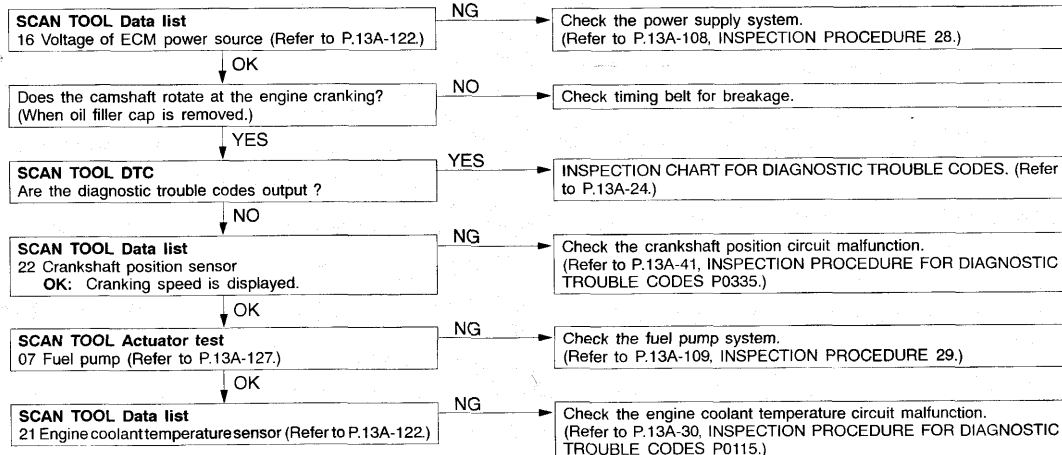 SCAN TOOL Data list
16 Voltage of ECM power source (Refer to P.13A-122.)
NG
Check the power supply system.
(Refer to P.13A-108, INSPECTION PROCEDURE 28.)
OK
Does the camshaft rotate at the engine cranking?
(When oil filler cap is removed.)
NO
Check timing belt for breakage.
YES
SCAN TOOL DTC
Are the diagnostic trouble codes output ?
YES
INSPECTION CHART FOR DIAGNOSTIC TROUBLE CODES. (Refer
to P.13A-24.)
NO
SCAN TOOL Data list
22 Crankshaft position sensor
OK: Cranking speed is displayed.
NG
Check the crankshaft position circuit malfunction.
(Refer to P.13A-41, INSPECTION PROCEDURE FOR DIAGNOSTIC
TROUBLE CODES P0335.)
OK
SCAN TOOL Actuator test
07 Fuel pump (Refer to P.13A-127.)
NG
Check the fuel pump system.
(Refer to P.13A-109, INSPECTION PROCEDURE 29.)
OK
SCAN TOOL Data list
21 Engine coolant temperature sensor (Refer to P.13A-122.)
NG
Check the engine coolant temperature circuit malfunction.
(Refer to P.13A-30, INSPECTION PROCEDURE FOR DIAGNOSTIC
TROUBLE CODES P0115.)